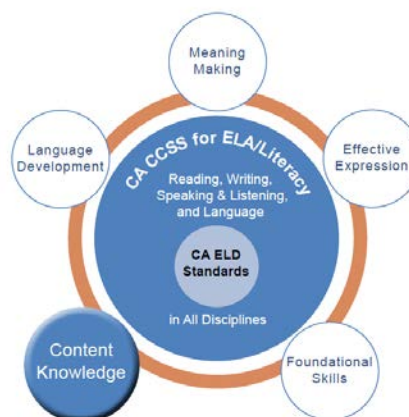 Meaning
Making
Language
Development
Effective
Expression
CA CCSS for ELA/Literacy
Reading, Writing,
Speaking & Listening,
and Language
CA ELD
Standards
in All Disciplines
Content
Knowledge
Foundational
Skills